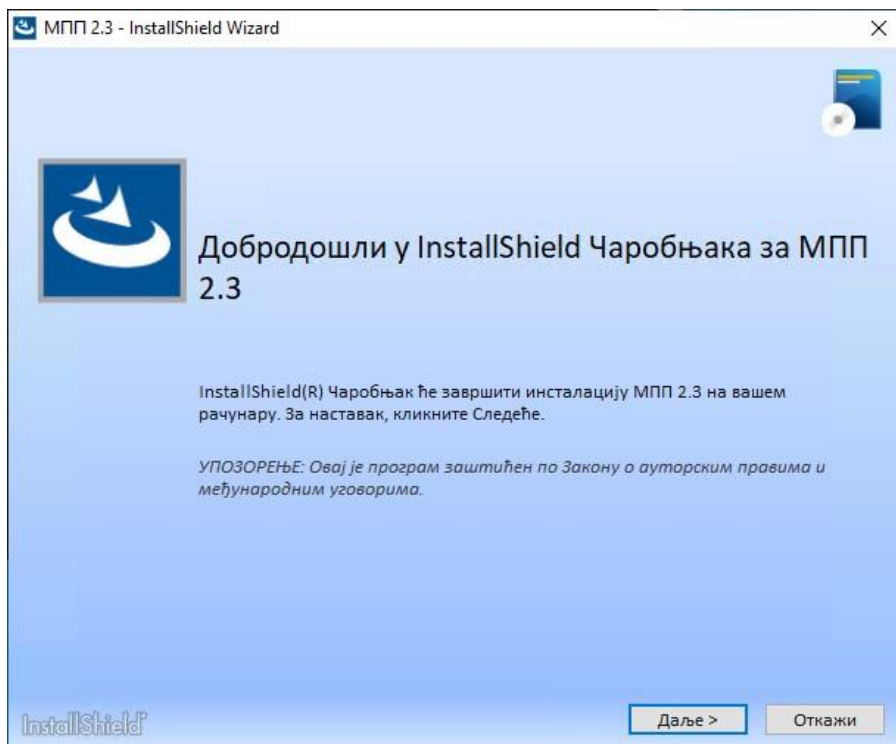 МПП 2.3 - InstallShield Wizard
Добродошли у InstallShield Чаробњака за МПП
2.3
InstallShield(R) Чаробњак ће завршити инсталацију МПП 2.3 на вашем
рачунару. За наставак, кликните Следеће.
УПОЗОРЕЊЕ: Овај је програм заштићен по Закону о ауторским правима и
међународним уговорима.
InstallShield
Даље >
Откажи